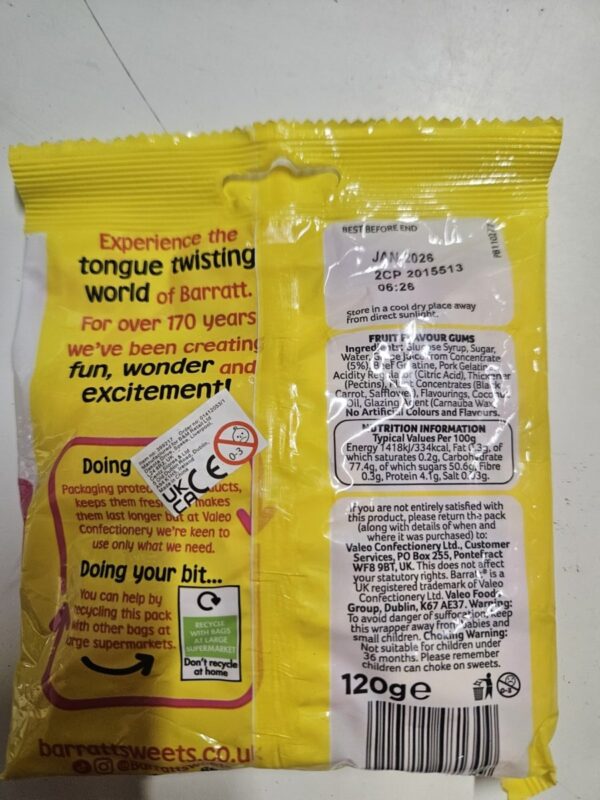 Experience the
tongue twisting
world of Barratt.
For over 170 years
we've been creating
fun, wonder and
excitement!
Order no. 01412053/1
Doing
Packaging
keeps them makes
them last longer but at Valeo
Confectionery we're keen to
use only what we need.
Doing your bit...
You can help by
recycling this pack
with other bags at
large supermarkets.
RECYCLE
WITH BAGS
AT LARGE
SUPERMARKET
Don't recycle
at home
barrattsweets.co.uk
UK
CA
CE
0-3
BEST BEFORE END
JAN 2026
2CP 2015513
06:26
Store in a cool dry place away
from direct sunlight.
FRUIT FLAVOUR GUMS
Ingredients: Glucose Syrup, Sugar,
Water, Grape Juice from Concentrate
(5%), Beef Gelatine, Pork Gelatine,
Acidity Regulator (Citric Acid), Thickener
(Pectins), Concentrates (Black
Carrot, Safflower), Flavourings, Coconut
Oil, Glazing Agent (Carnauba Wax).
No Artificial Colours and Flavours.
NUTRITION INFORMATION
Typical Values Per 100g
Energy 1418kJ/334kcal, Fat 0.3g, of
which saturates 0.2g, Carbohydrate
77.4g, of which sugars 50.6g, Fibre
0.3g, Protein 4.1g, Salt
If you are not entirely satisfied with
this product, please return the pack
(along with details of when and
where it was purchased) to:
Valeo Confectionery Ltd., Customer
Services, PO Box 255, Pontefract
WF8 9BT, UK. This does not affect
your statutory rights. Barratt® is a
UK registered trademark of Valeo
Confectionery Ltd. Valeo Foods
Group, Dublin, K67 AE37. Warning:
To avoid danger of suffocation, keep
this wrapper away from babies and
small children. Choking Warning:
Not suitable for children under
36 months. Please remember
children can choke on sweets.
120g e
0-3